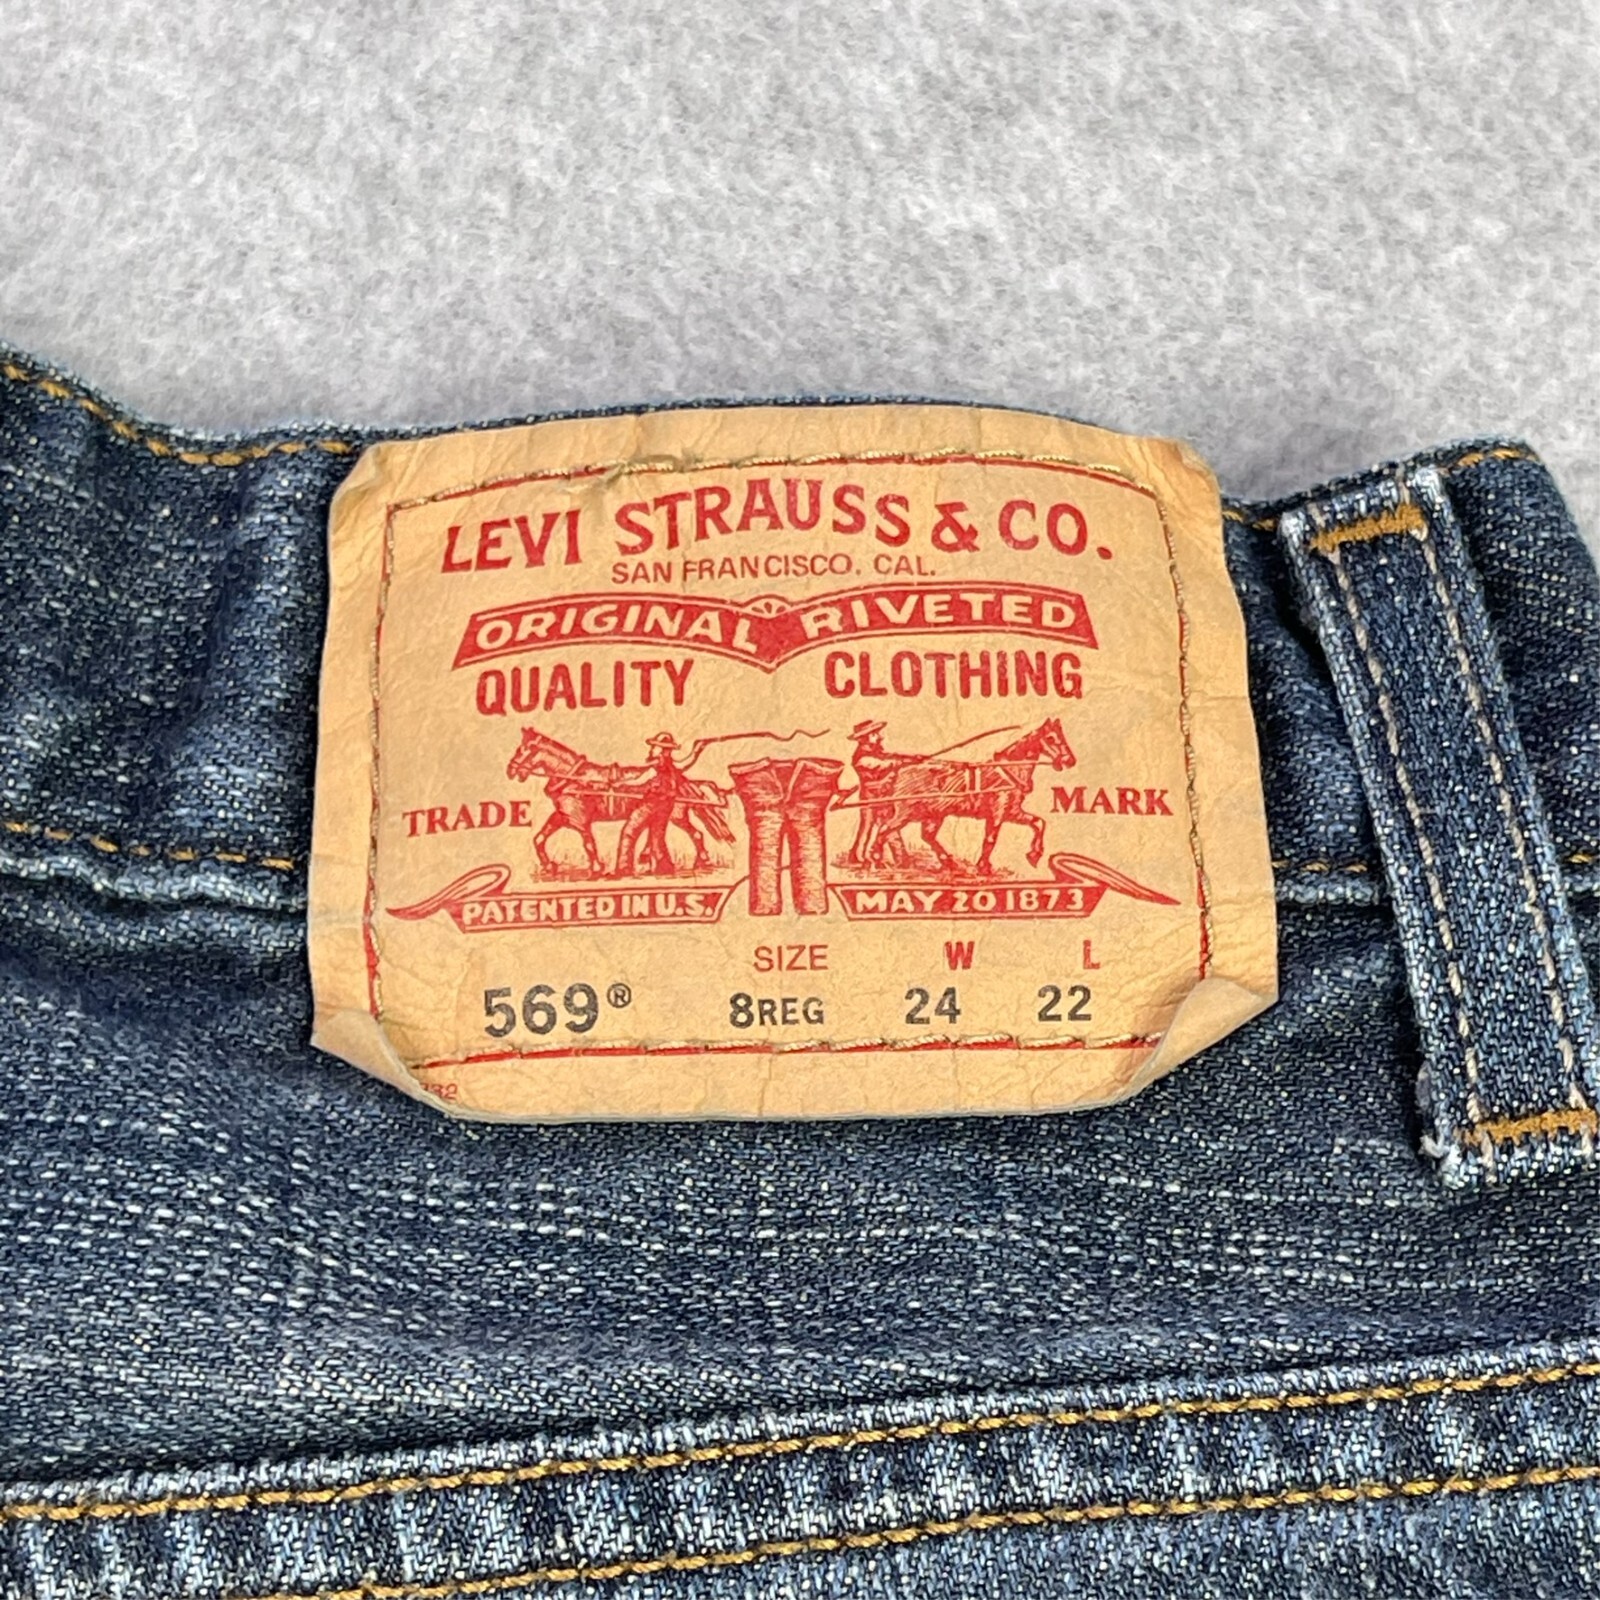 LEVI STRAUSS & CO.
SAN FRANCISCO, CAL.
ORIGINAL RIVETED
QUALITY CLOTHING
TRADE MARK
PATENTED IN U.S. MAY 20 1873
SIZE W L
569® 8REG 24 22